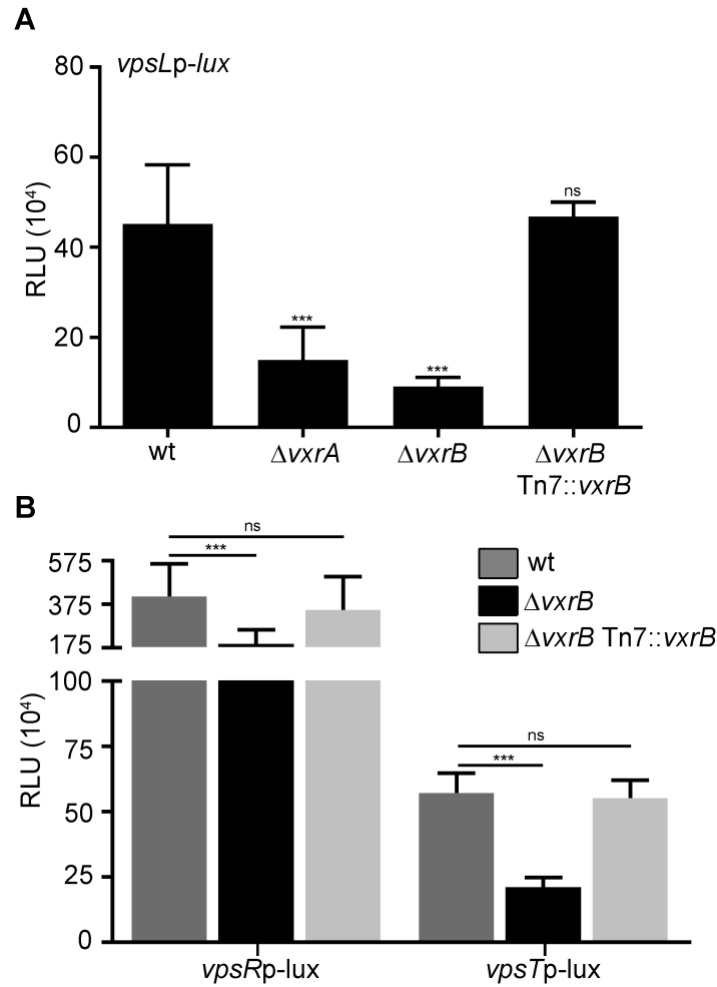 A
vpsLp-lux
80
60
40
20
0
RLU (10⁴)
***
***
ns
wt
ΔvxrA
ΔvxrB
ΔvxrB
Tn7::vxrB
B
575
375
175
100
75
50
25
0
RLU (10⁴)
ns
***
ns
***
wt
ΔvxrB
ΔvxrB Tn7::vxrB
vpsRp-lux
vpsTp-lux